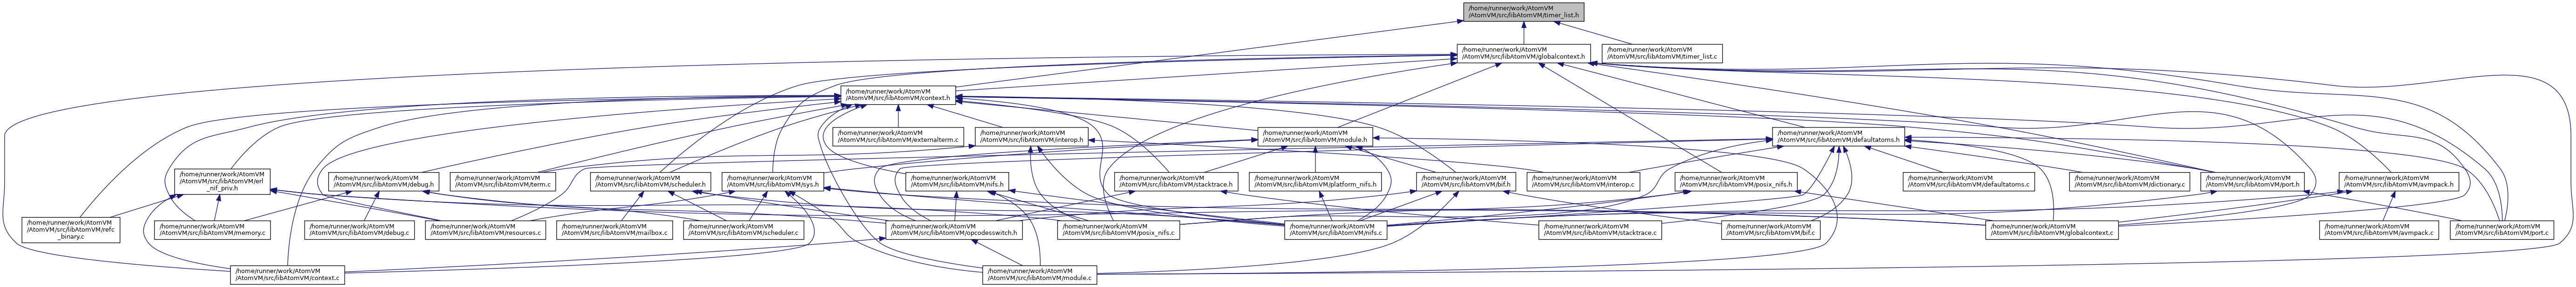 /home/runner/work/AtomVM
/AtomVM/src/libAtomVM/timer_list.h
/home/runner/work/AtomVM
/AtomVM/src/libAtomVM/globalcontext.h
/home/runner/work/AtomVM
/AtomVM/src/libAtomVM/timer_list.c
/home/runner/work/AtomVM
/AtomVM/src/libAtomVM/context.h
/home/runner/work/AtomVM
/AtomVM/src/libAtomVM/externalterm.c
/home/runner/work/AtomVM
/AtomVM/src/libAtomVM/interop.h
/home/runner/work/AtomVM
/AtomVM/src/libAtomVM/module.h
/home/runner/work/AtomVM
/AtomVM/src/libAtomVM/defaultatoms.h
/home/runner/work/AtomVM
/AtomVM/src/libAtomVM/erl
_nif_priv.h
/home/runner/work/AtomVM
/AtomVM/src/libAtomVM/debug.h
/home/runner/work/AtomVM
/AtomVM/src/libAtomVM/term.c
/home/runner/work/AtomVM
/AtomVM/src/libAtomVM/scheduler.h
/home/runner/work/AtomVM
/AtomVM/src/libAtomVM/sys.h
/home/runner/work/AtomVM
/AtomVM/src/libAtomVM/nifs.h
/home/runner/work/AtomVM
/AtomVM/src/libAtomVM/stacktrace.h
/home/runner/work/AtomVM
/AtomVM/src/libAtomVM/platform_nifs.h
/home/runner/work/AtomVM
/AtomVM/src/libAtomVM/bif.h
/home/runner/work/AtomVM
/AtomVM/src/libAtomVM/interop.c
/home/runner/work/AtomVM
/AtomVM/src/libAtomVM/posix_nifs.h
/home/runner/work/AtomVM
/AtomVM/src/libAtomVM/defaultatoms.c
/home/runner/work/AtomVM
/AtomVM/src/libAtomVM/dictionary.c
/home/runner/work/AtomVM
/AtomVM/src/libAtomVM/port.h
/home/runner/work/AtomVM
/AtomVM/src/libAtomVM/avmpack.h
/home/runner/work/AtomVM
/AtomVM/src/libAtomVM/refc
_binary.c
/home/runner/work/AtomVM
/AtomVM/src/libAtomVM/memory.c
/home/runner/work/AtomVM
/AtomVM/src/libAtomVM/debug.c
/home/runner/work/AtomVM
/AtomVM/src/libAtomVM/resources.c
/home/runner/work/AtomVM
/AtomVM/src/libAtomVM/mailbox.c
/home/runner/work/AtomVM
/AtomVM/src/libAtomVM/scheduler.c
/home/runner/work/AtomVM
/AtomVM/src/libAtomVM/opcodesswitch.h
/home/runner/work/AtomVM
/AtomVM/src/libAtomVM/posix_nifs.c
/home/runner/work/AtomVM
/AtomVM/src/libAtomVM/nifs.c
/home/runner/work/AtomVM
/AtomVM/src/libAtomVM/stacktrace.c
/home/runner/work/AtomVM
/AtomVM/src/libAtomVM/bif.c
/home/runner/work/AtomVM
/AtomVM/src/libAtomVM/globalcontext.c
/home/runner/work/AtomVM
/AtomVM/src/libAtomVM/avmpack.c
/home/runner/work/AtomVM
/AtomVM/src/libAtomVM/port.c
/home/runner/work/AtomVM
/AtomVM/src/libAtomVM/context.c
/home/runner/work/AtomVM
/AtomVM/src/libAtomVM/module.c